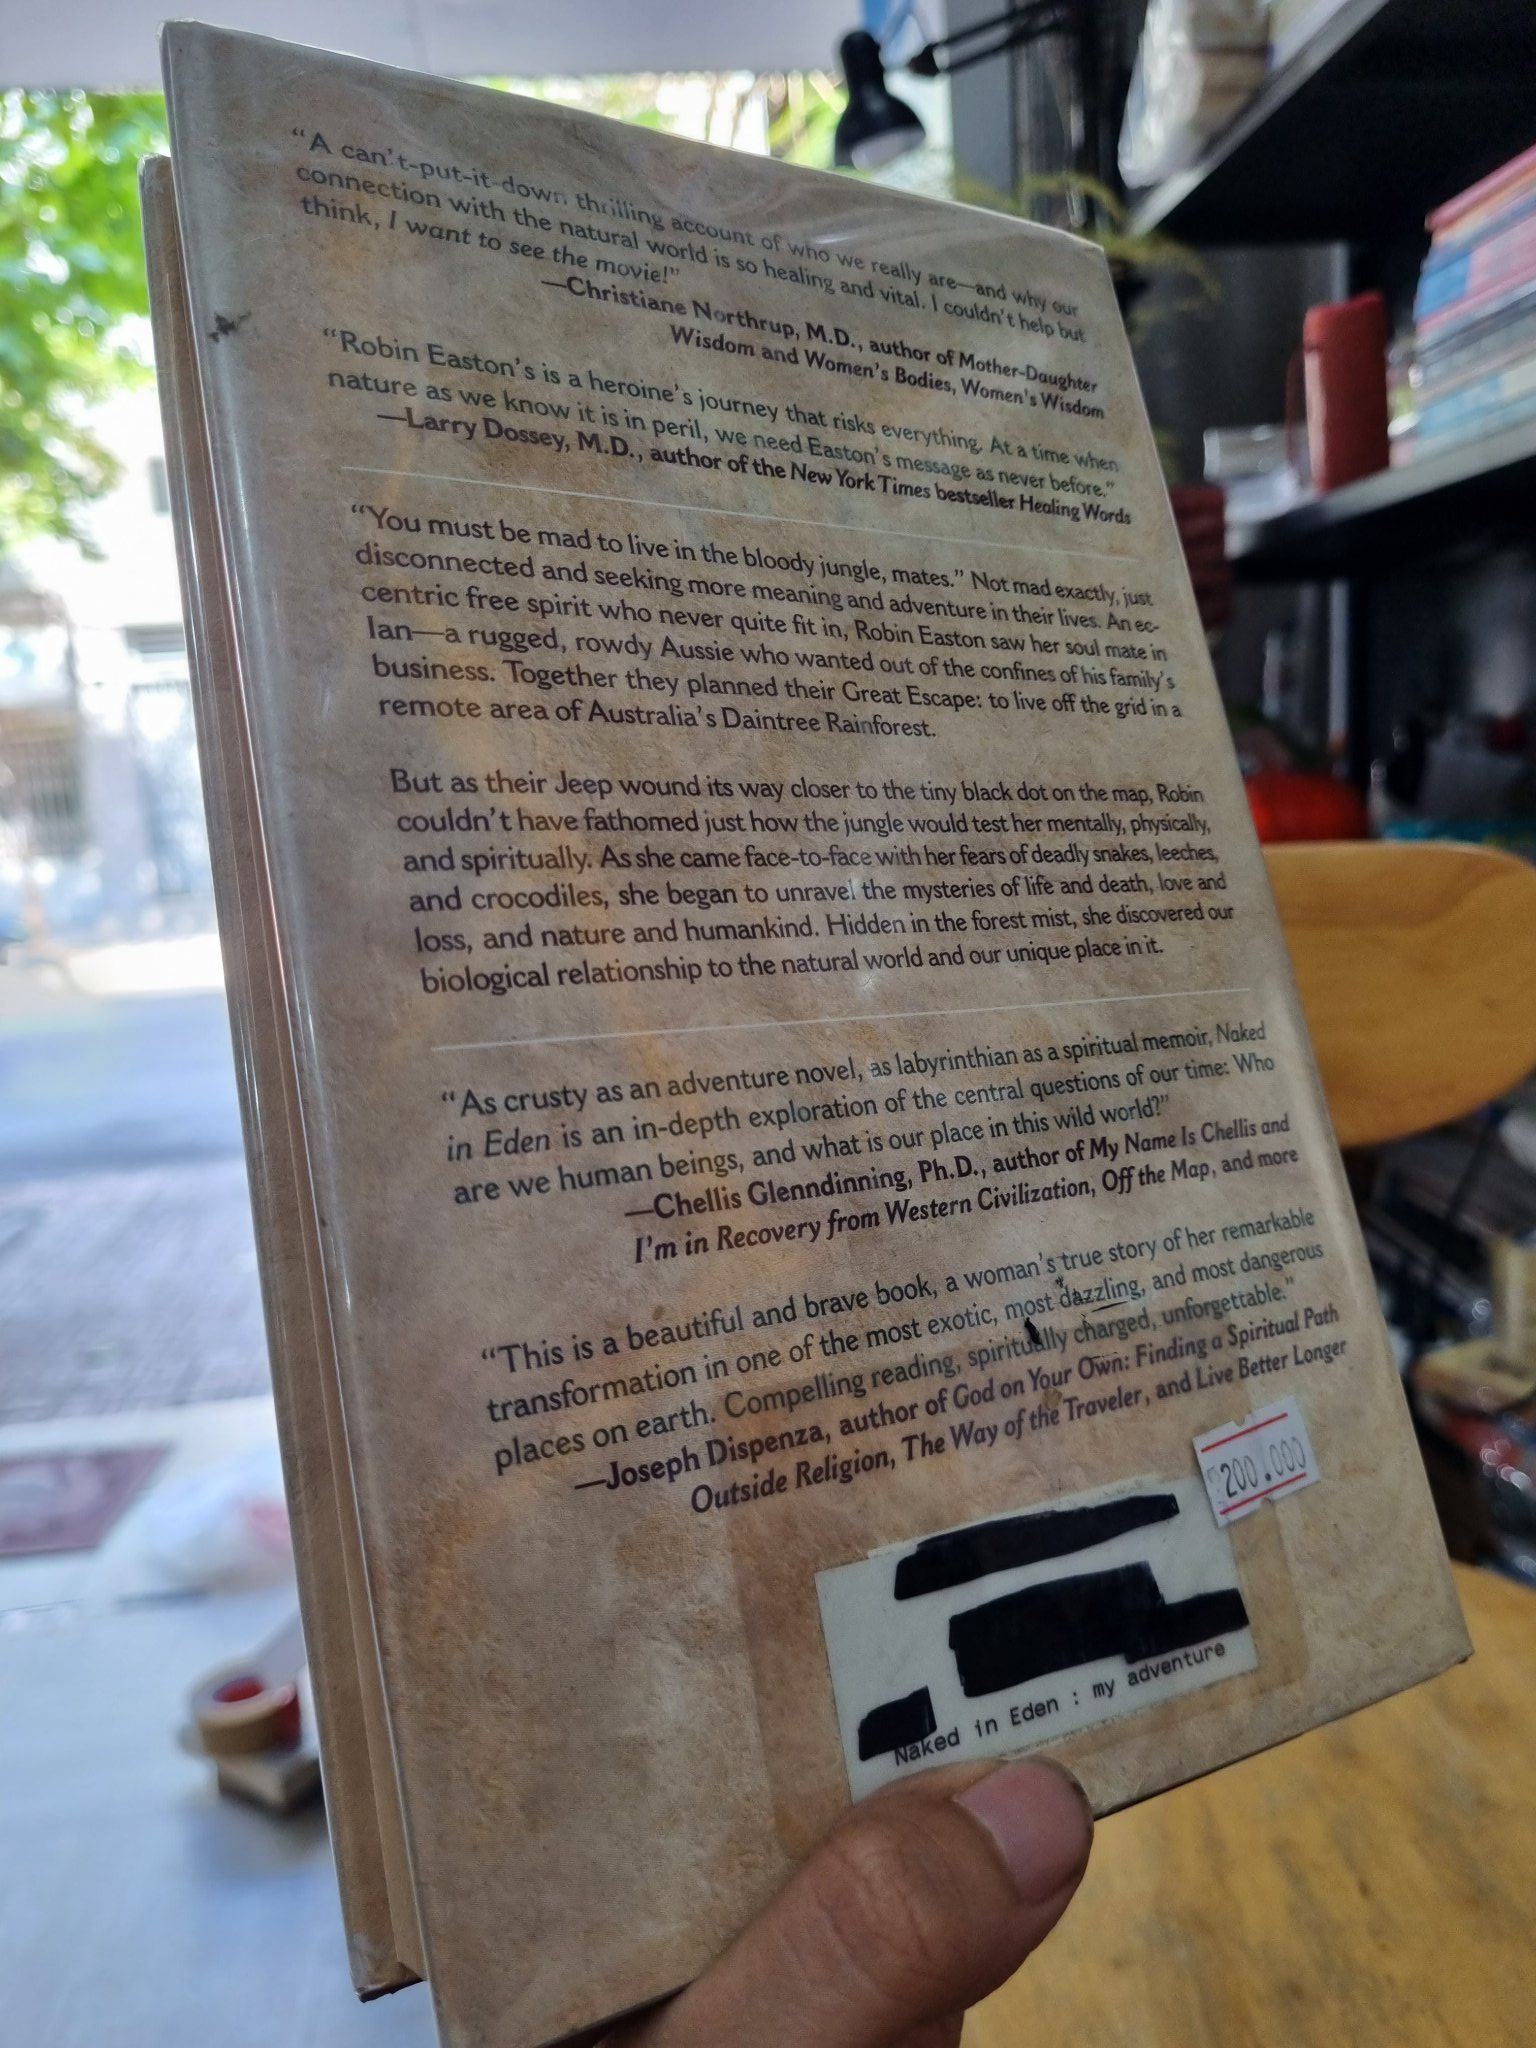 “A can't-put-it-down thrilling account of who we really are—and why our
connection with the natural world is so healing and vital. I couldn't help but
think, I want to see the movie!”
—Christiane Northrup, M.D., author of Mother-Daughter
Wisdom and Women's Bodies, Women's Wisdom
“Robin Easton's is a heroine's journey that risks everything. At a time when
nature as we know it is in peril, we need Easton's message as never before.”
—Larry Dossey, M.D., author of the New York Times bestseller Healing Words
“You must be mad to live in the bloody jungle, mates.” Not mad exactly, just
disconnected and seeking more meaning and adventure in their lives. An ec-
centric free spirit who never quite fit in, Robin Easton saw her soul mate in
Ian—a rugged, rowdy Aussie who wanted out of the confines of his family's
business. Together they planned their Great Escape: to live off the grid in a
remote area of Australia's Daintree Rainforest.
But as their Jeep wound its way closer to the tiny black dot on the map, Robin
couldn't have fathomed just how the jungle would test her mentally, physically,
and spiritually. As she came face-to-face with her fears of deadly snakes, leeches,
and crocodiles, she began to unravel the mysteries of life and death, love and
loss, and nature and humankind. Hidden in the forest mist, she discovered our
biological relationship to the natural world and our unique place in it.
“As crusty as an adventure novel, as labyrinthian as a spiritual memoir, Naked
in Eden is an in-depth exploration of the central questions of our time: Who
are we human beings, and what is our place in this wild world?”
—Chellis Glenndinning, Ph.D., author of My Name Is Chellis and
I'm in Recovery from Western Civilization, Off the Map, and more
“This is a beautiful and brave book, a woman's true story of her remarkable
transformation in one of the most exotic, most dazzling, and most dangerous
places on earth. Compelling reading, spiritually charged, unforgettable.”
—Joseph Dispenza, author of God on Your Own: Finding a Spiritual Path
Outside Religion, The Way of the Traveler, and Live Better Longer
200.000
Naked in Eden : my adventure